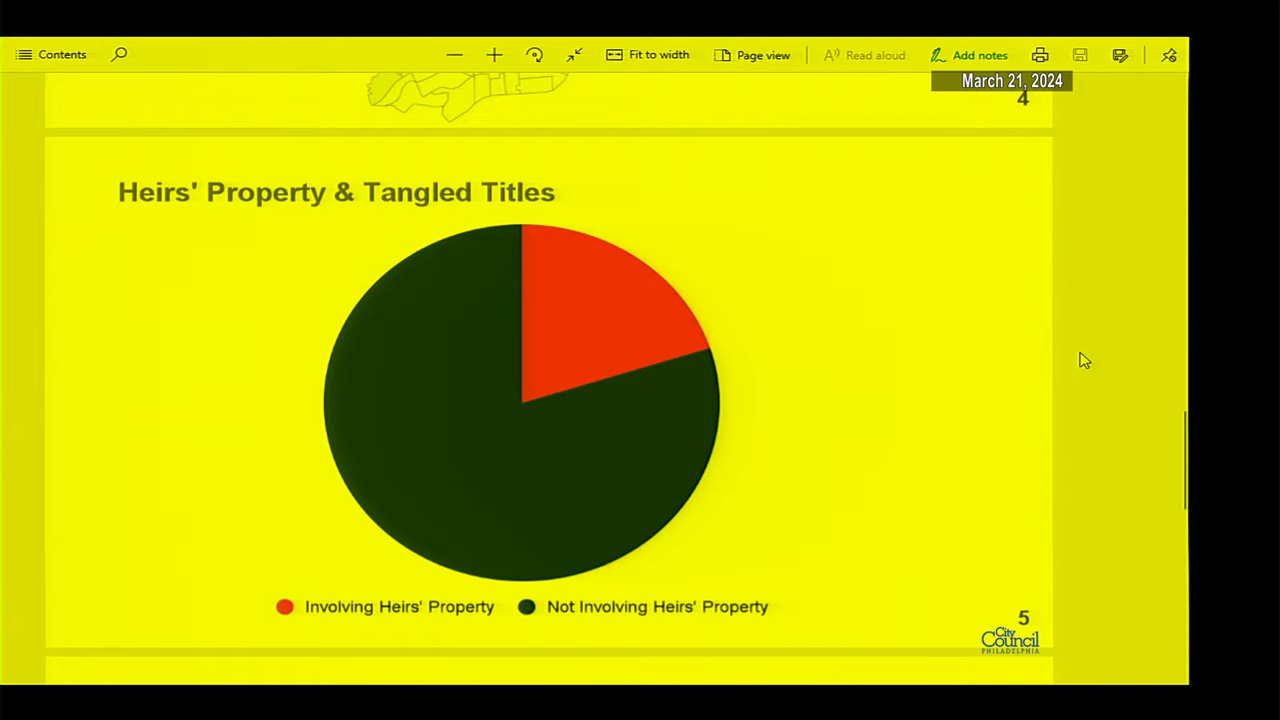 Contents
Fit to width
Page view
Read aloud
Add notes
March 21, 2024
4
Heirs' Property & Tangled Titles
Involving Heirs' Property
Not Involving Heirs' Property
5
City
Council
PHILADELPHIA